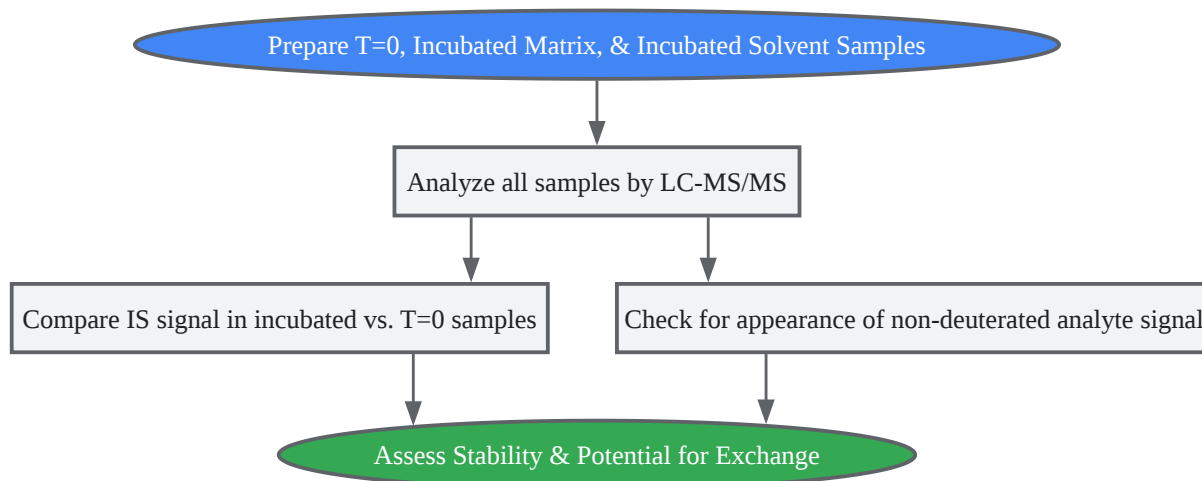 Prepare T=0, Incubated Matrix, & Incubated Solvent Samples
Analyze all samples by LC-MS/MS
Compare IS signal in incubated vs. T=0 samples
Check for appearance of non-deuterated analyte signal
Assess Stability & Potential for Exchange